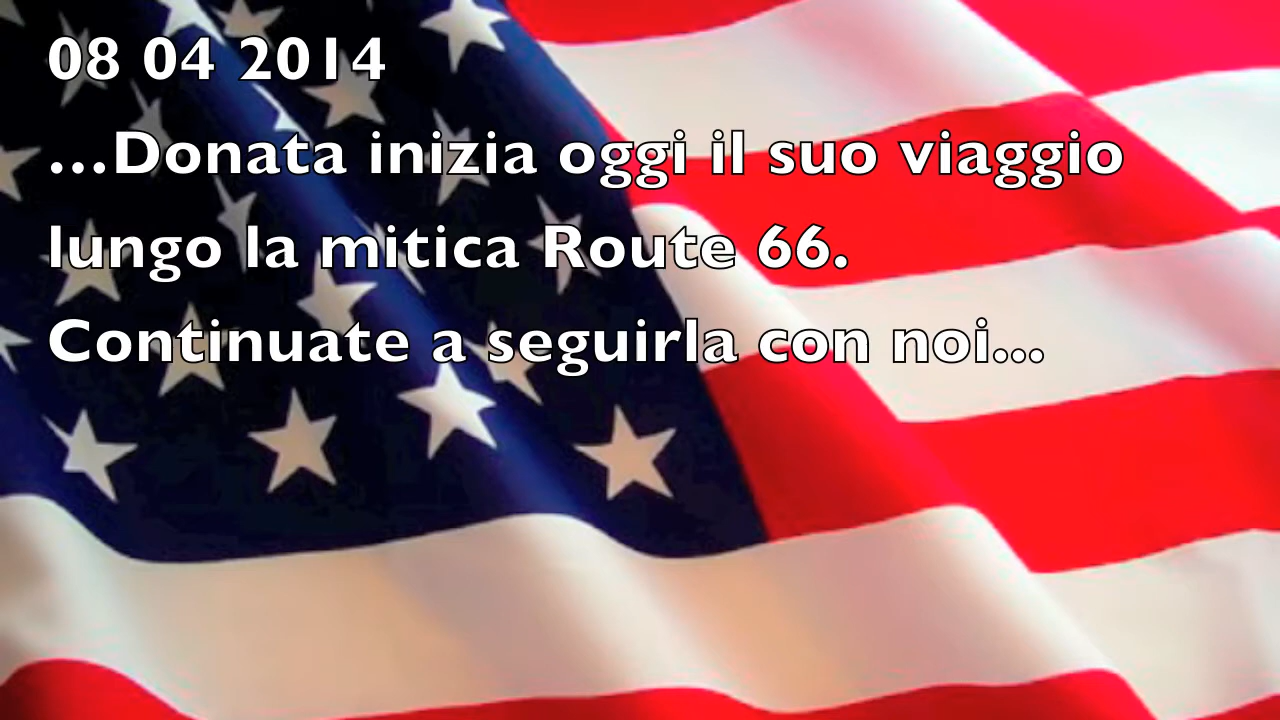 08 04 2014
...Donata inizia oggi il suo viaggio
lungo la mitica Route 66.
Continuate a seguirla con noi...